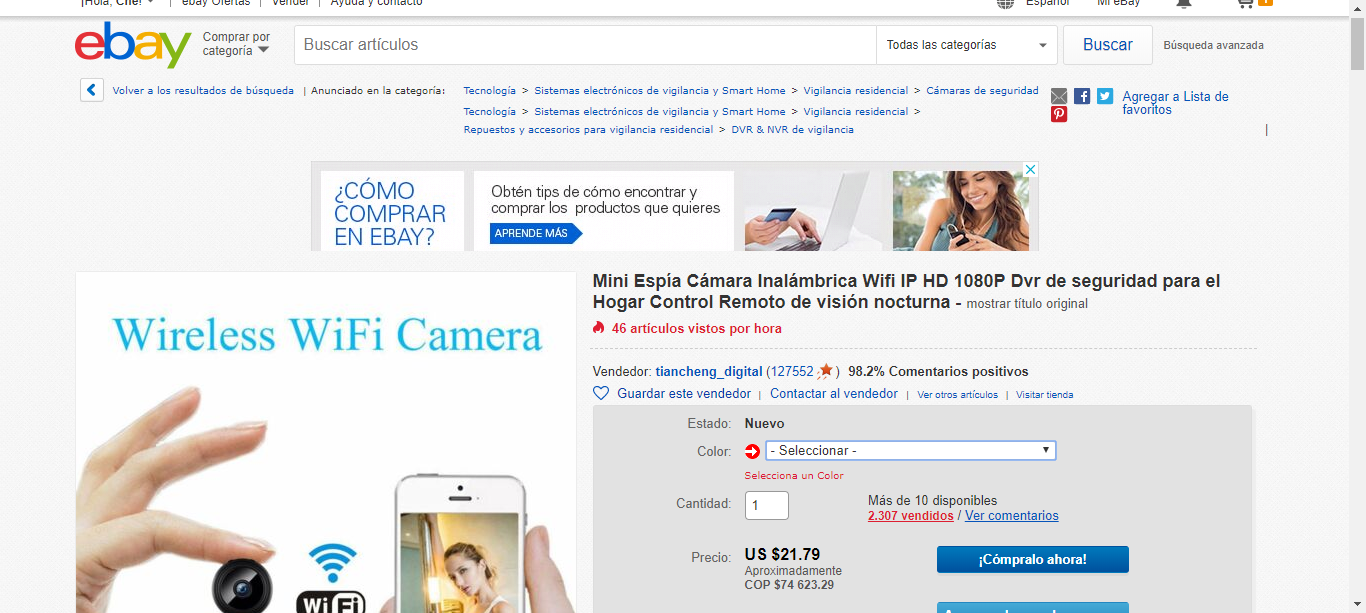 ¡Hola, Che! | ebay Ofertas | Vender | Ayuda y contacto Español Mi eBay
ebay Comprar por categoría Buscar artículos Todas las categorías Buscar Búsqueda avanzada
Volver a los resultados de búsqueda | Anunciado en la categoría: Tecnología > Sistemas electrónicos de vigilancia y Smart Home > Vigilancia residencial > Cámaras de seguridad
Tecnología > Sistemas electrónicos de vigilancia y Smart Home > Vigilancia residencial >
Repuestos y accesorios para vigilancia residencial > DVR & NVR de vigilancia
Agregar a Lista de
favoritos
|
¿CÓMO
COMPRAR
EN EBAY?
Obtén tips de cómo encontrar y
comprar los productos que quieres
APRENDE MÁS
Wireless WiFi Camera
WiFi
Mini Espía Cámara Inalámbrica Wifi IP HD 1080P Dvr de seguridad para el
Hogar Control Remoto de visión nocturna - mostrar título original
46 artículos vistos por hora
Vendedor: tiancheng_digital (127552 ) 98.2% Comentarios positivos
Guardar este vendedor | Contactar al vendedor | Ver otros artículos | Visitar tienda
Estado: Nuevo
Color: - Seleccionar -
Selecciona un Color
Cantidad: 1 Más de 10 disponibles
2.307 vendidos / Ver comentarios
Precio: US $21.79 ¡Cómpralo ahora!
Aproximadamente
COP $74 623.29